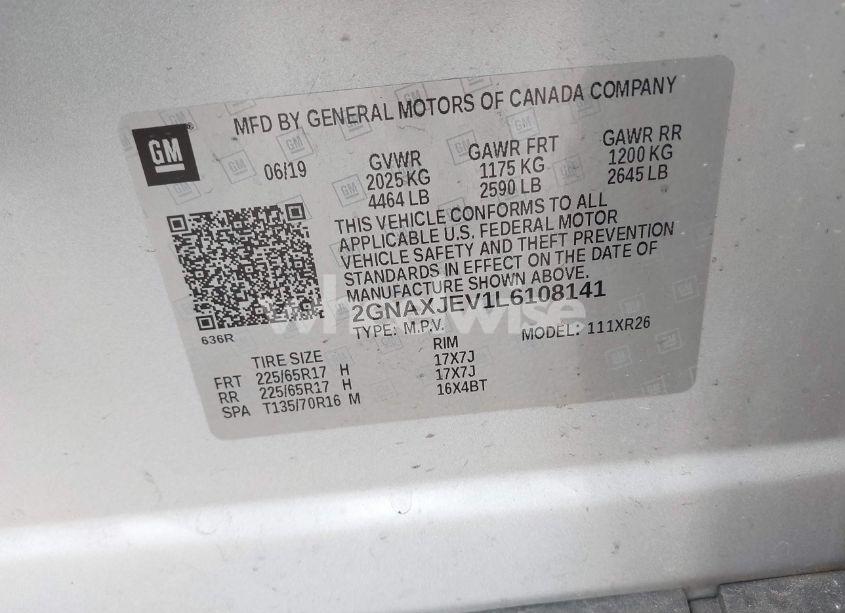 MFD BY GENERAL MOTORS OF CANADA COMPANY
GM
06/19
GVWR
2025 KG
4464 LB
GAWR FRT
1175 KG
2590 LB
GAWR RR
1200 KG
2645 LB
THIS VEHICLE CONFORMS TO ALL
APPLICABLE U.S. FEDERAL MOTOR
VEHICLE SAFETY AND THEFT PREVENTION
STANDARDS IN EFFECT ON THE DATE OF
MANUFACTURE SHOWN ABOVE.
2GNAXJEV1L6108141
TYPE: M.P.V. MODEL: 111XR26
636R
TIRE SIZE RIM
FRT 225/65R17 H 17X7J
RR 225/65R17 H 17X7J
SPA T135/70R16 M 16X4BT
wheelwise